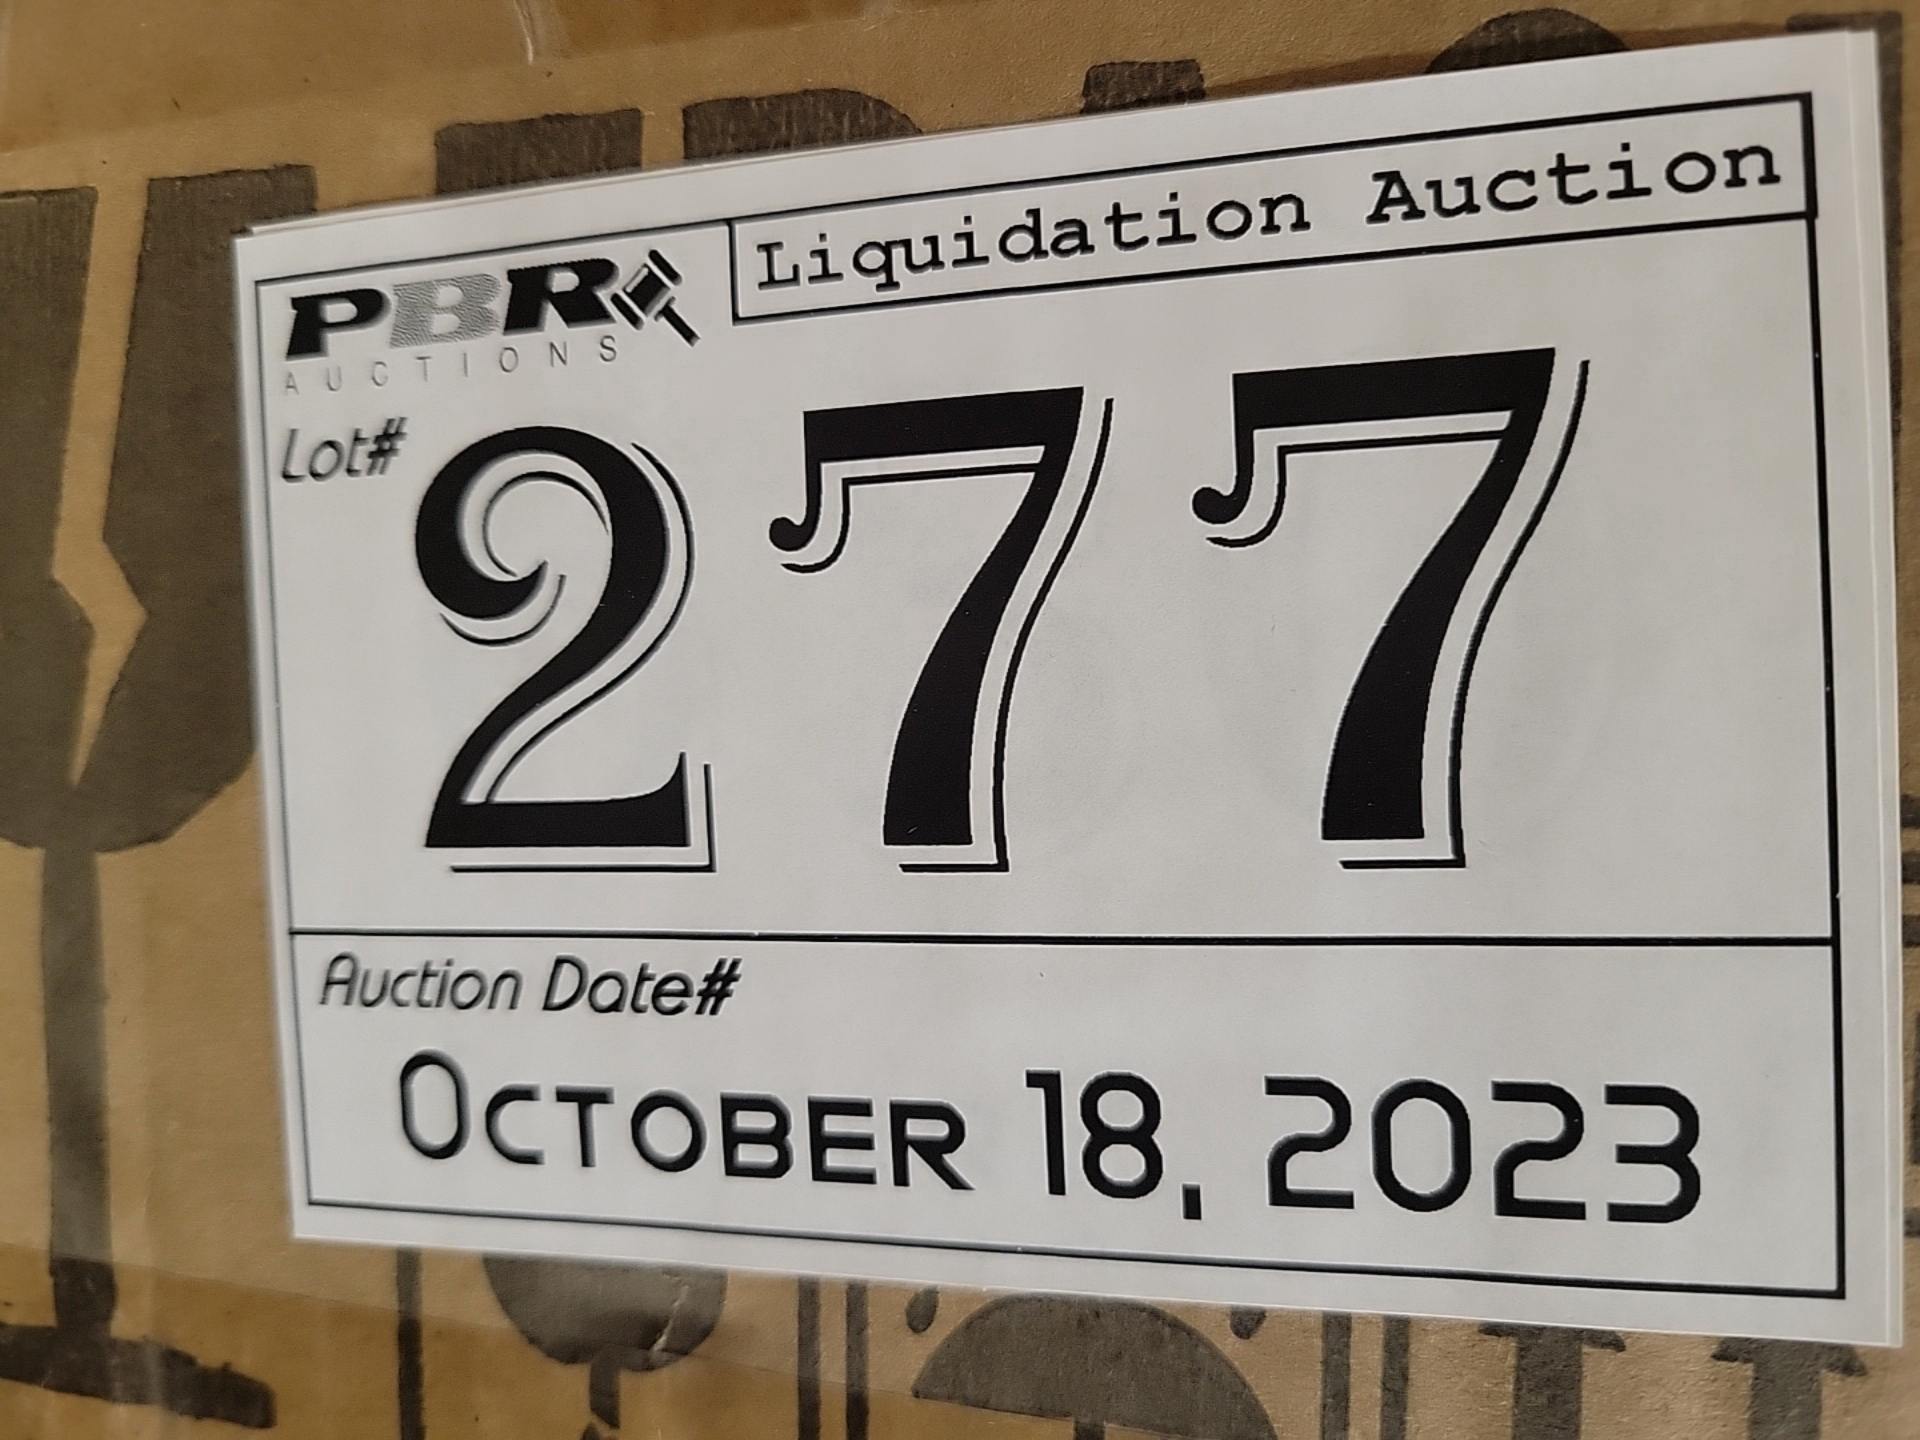 Liquidation Auction
PBR
AUCTIONS
Lot#
277
Auction Date#
October 18, 2023